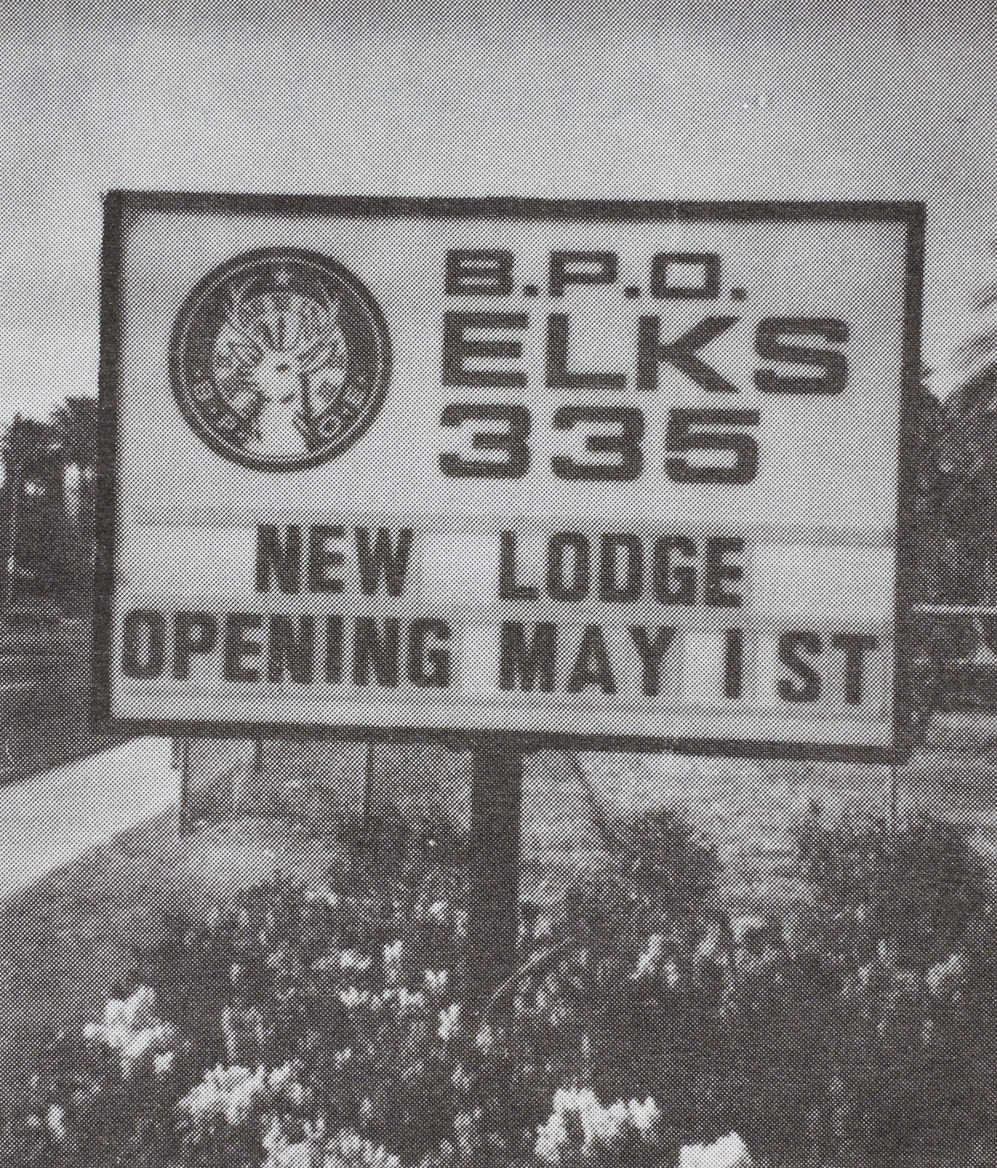 B.P.O.
ELKS
335
NEW LODGE
OPENING MAY 1ST